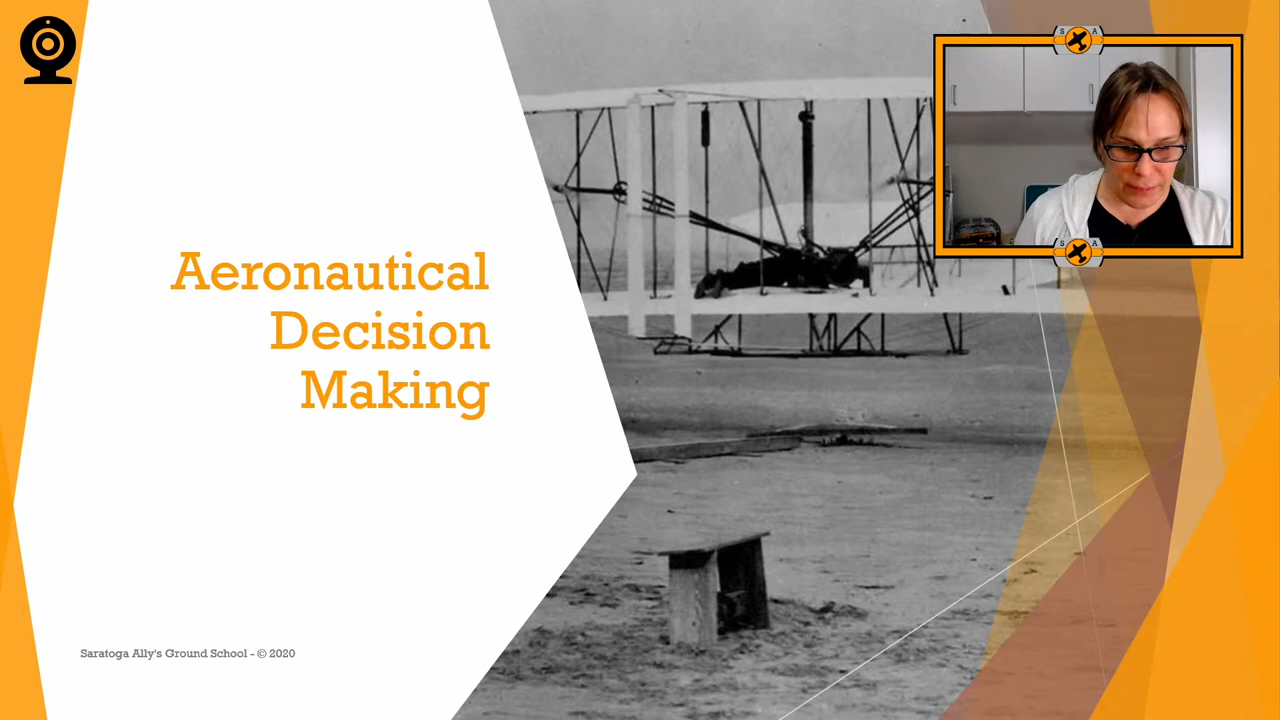 S A
Aeronautical
Decision
Making
S A
Saratoga Ally's Ground School - © 2020